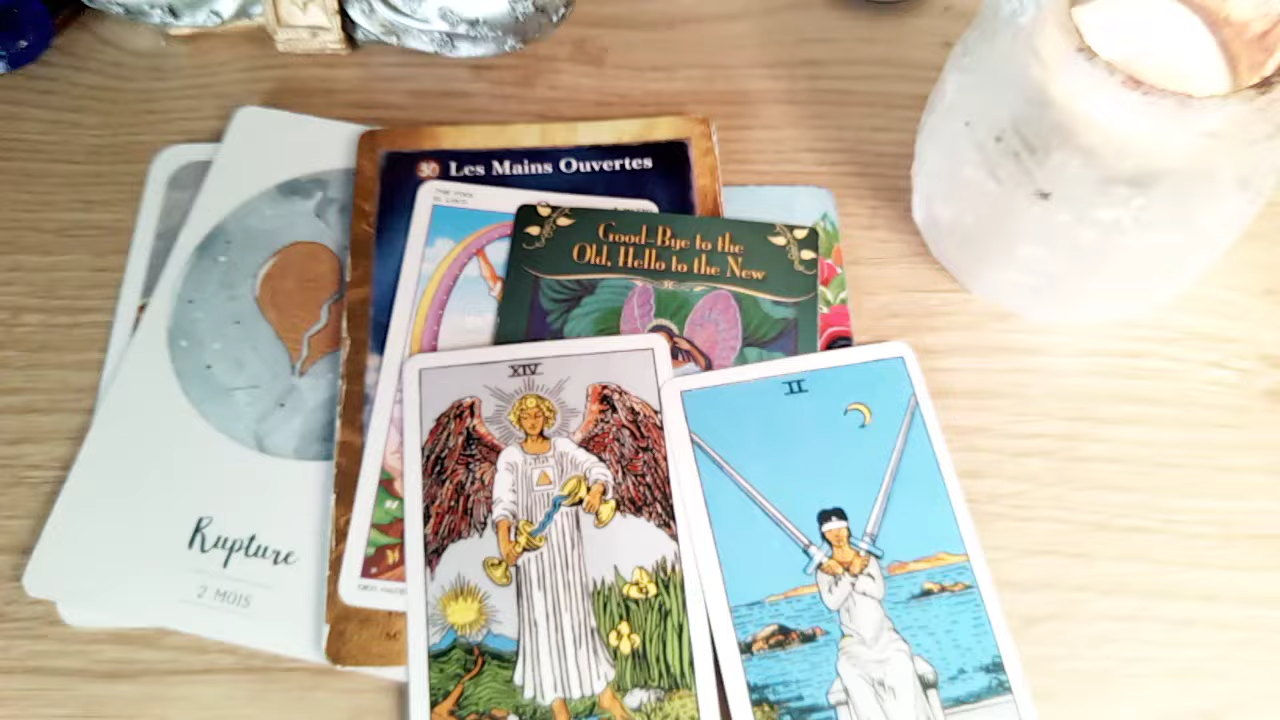 30 Les Mains Ouvertes
Good-Bye to the
Old, Hello to the New
XIV
II
Rupture
2 MOIS